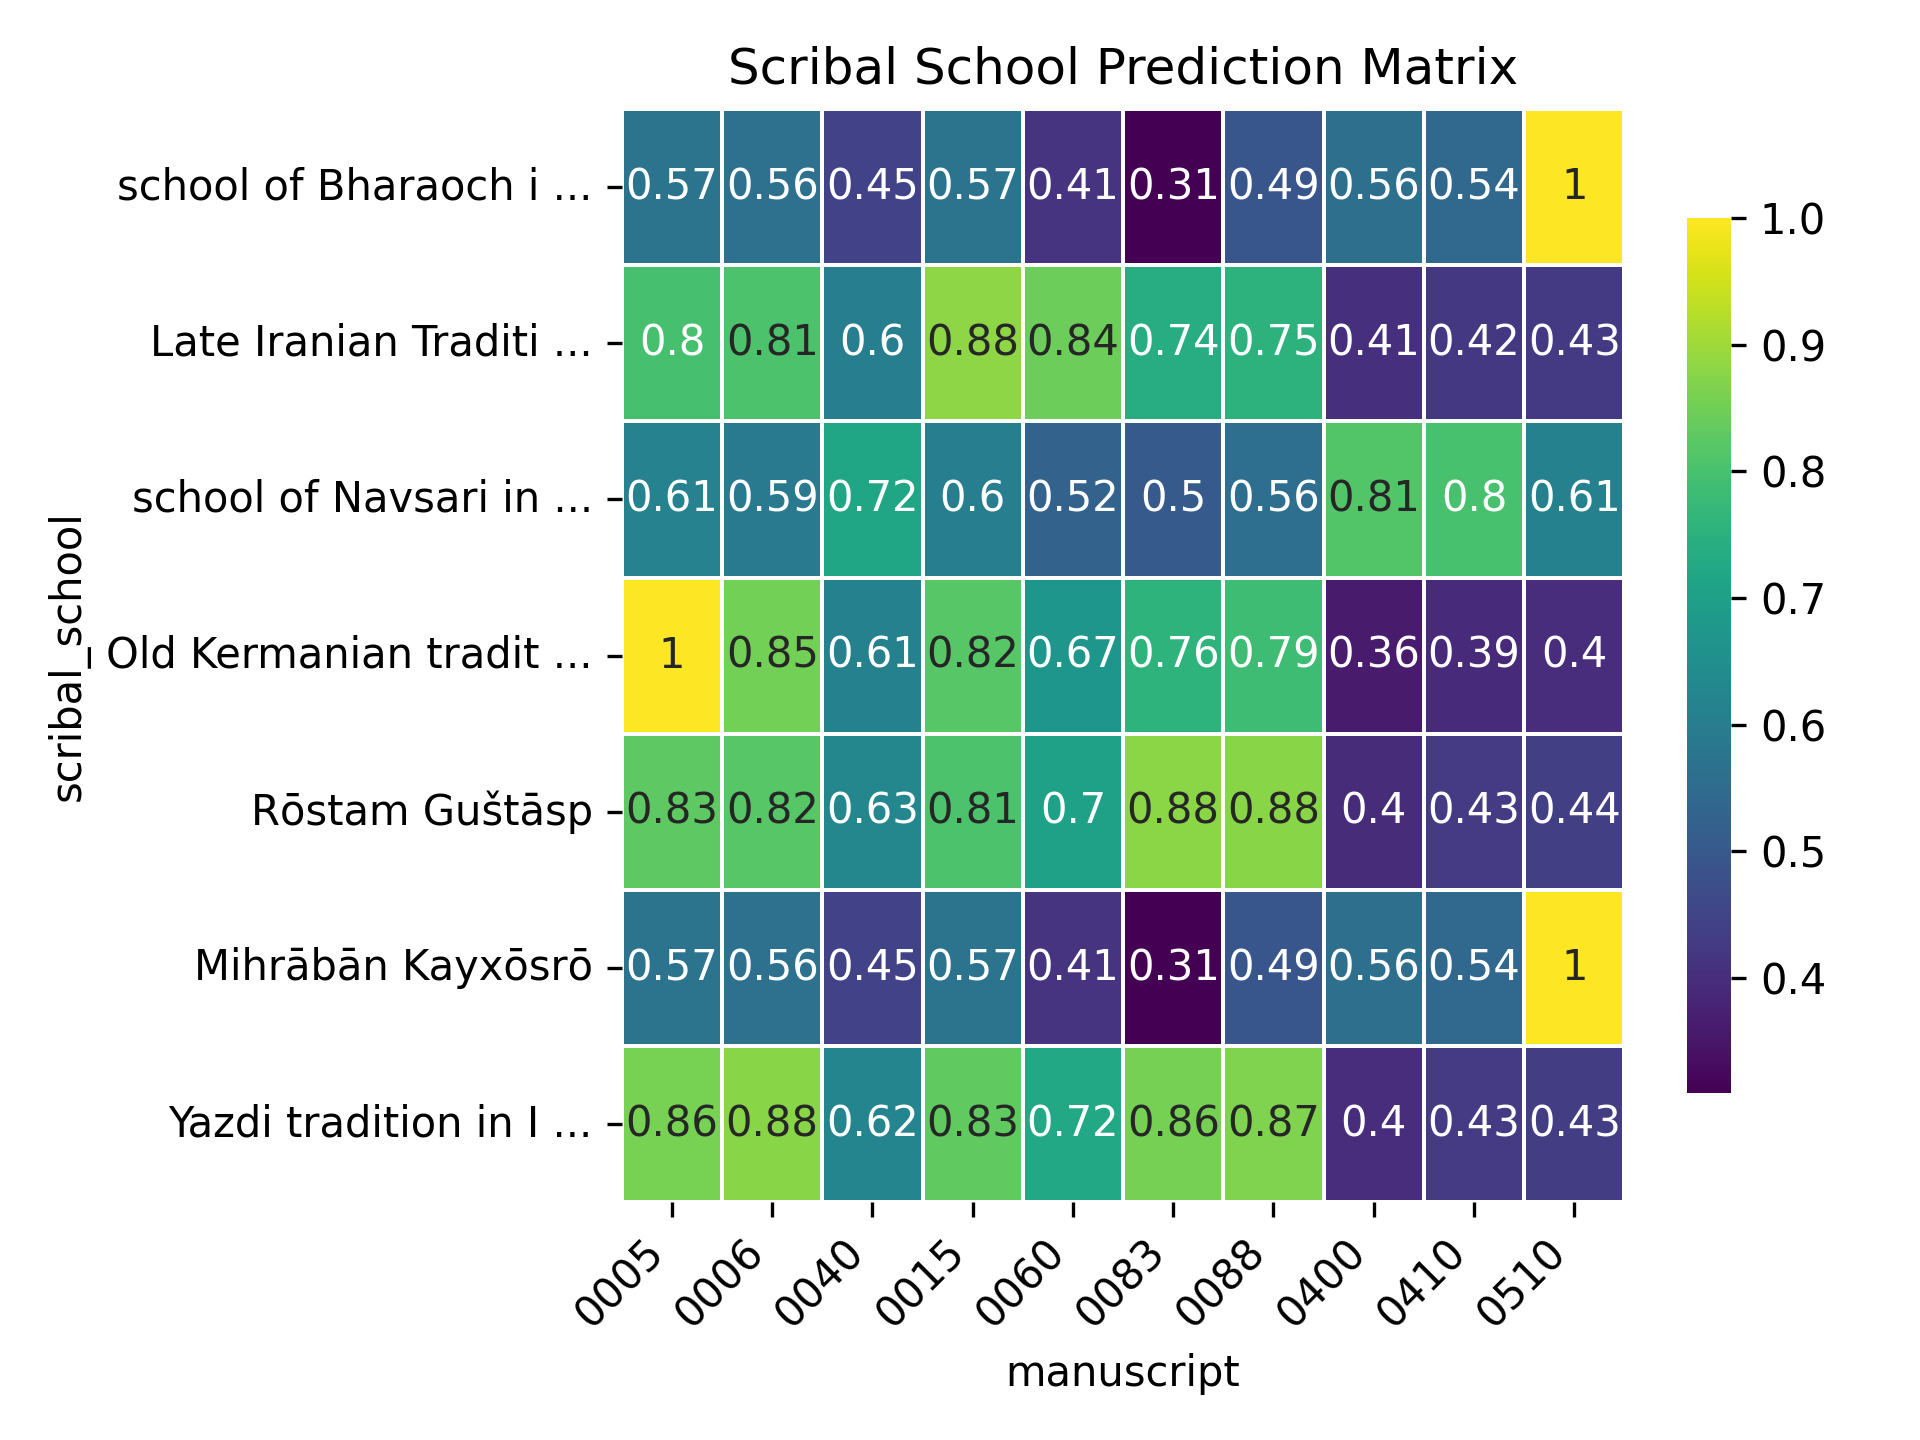 Scribal School Prediction Matrix
school of Bharaoch i ... 0.57 0.56 0.45 0.57 0.41 0.31 0.49 0.56 0.54 1
Late Iranian Traditi ... 0.8 0.81 0.6 0.88 0.84 0.74 0.75 0.41 0.42 0.43
school of Navsari in ... 0.61 0.59 0.72 0.6 0.52 0.5 0.56 0.81 0.8 0.61
Old Kermanian tradit ... 1 0.85 0.61 0.82 0.67 0.76 0.79 0.36 0.39 0.4
Rōstam Guštāsp 0.83 0.82 0.63 0.81 0.7 0.88 0.88 0.4 0.43 0.44
Mihrābān Kayxōsrō 0.57 0.56 0.45 0.57 0.41 0.31 0.49 0.56 0.54 1
Yazdi tradition in I ... 0.86 0.88 0.62 0.83 0.72 0.86 0.87 0.4 0.43 0.43
0005 0006 0040 0015 0060 0083 0088 0400 0410 0510
manuscript
scribal_school
1.0
0.9
0.8
0.7
0.6
0.5
0.4